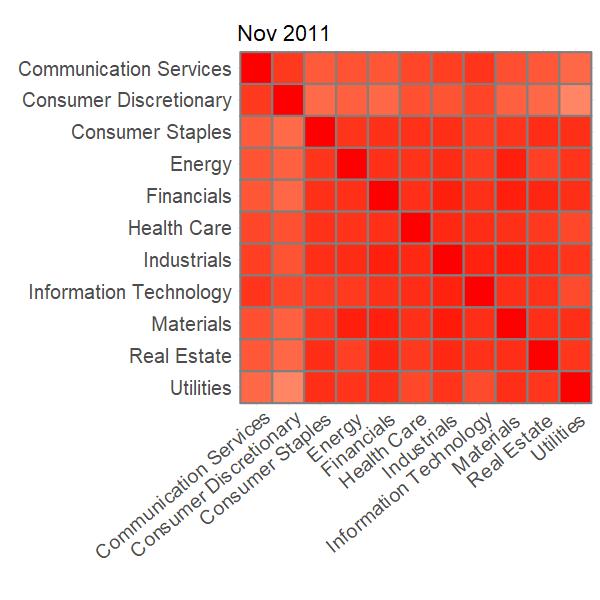 Nov 2011
Communication Services
Consumer Discretionary
Consumer Staples
Energy
Financials
Health Care
Industrials
Information Technology
Materials
Real Estate
Utilities
Communication Services
Consumer Discretionary
Consumer Staples
Energy
Financials
Health Care
Industrials
Information Technology
Materials
Real Estate
Utilities